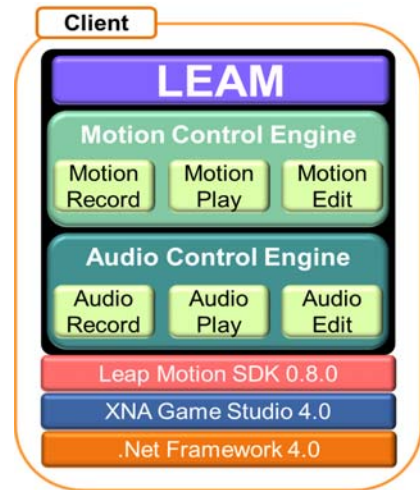 Client
LEAM
Motion Control Engine
Motion Record
Motion Play
Motion Edit
Audio Control Engine
Audio Record
Audio Play
Audio Edit
Leap Motion SDK 0.8.0
XNA Game Studio 4.0
.Net Framework 4.0